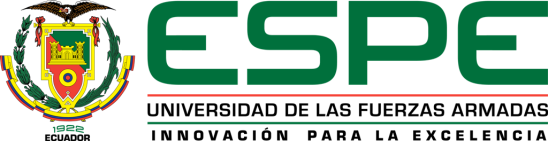 ESPE
UNIVERSIDAD DE LAS FUERZAS ARMADAS
INNOVACIÓN PARA LA EXCELENCIA
1922
ECUADOR